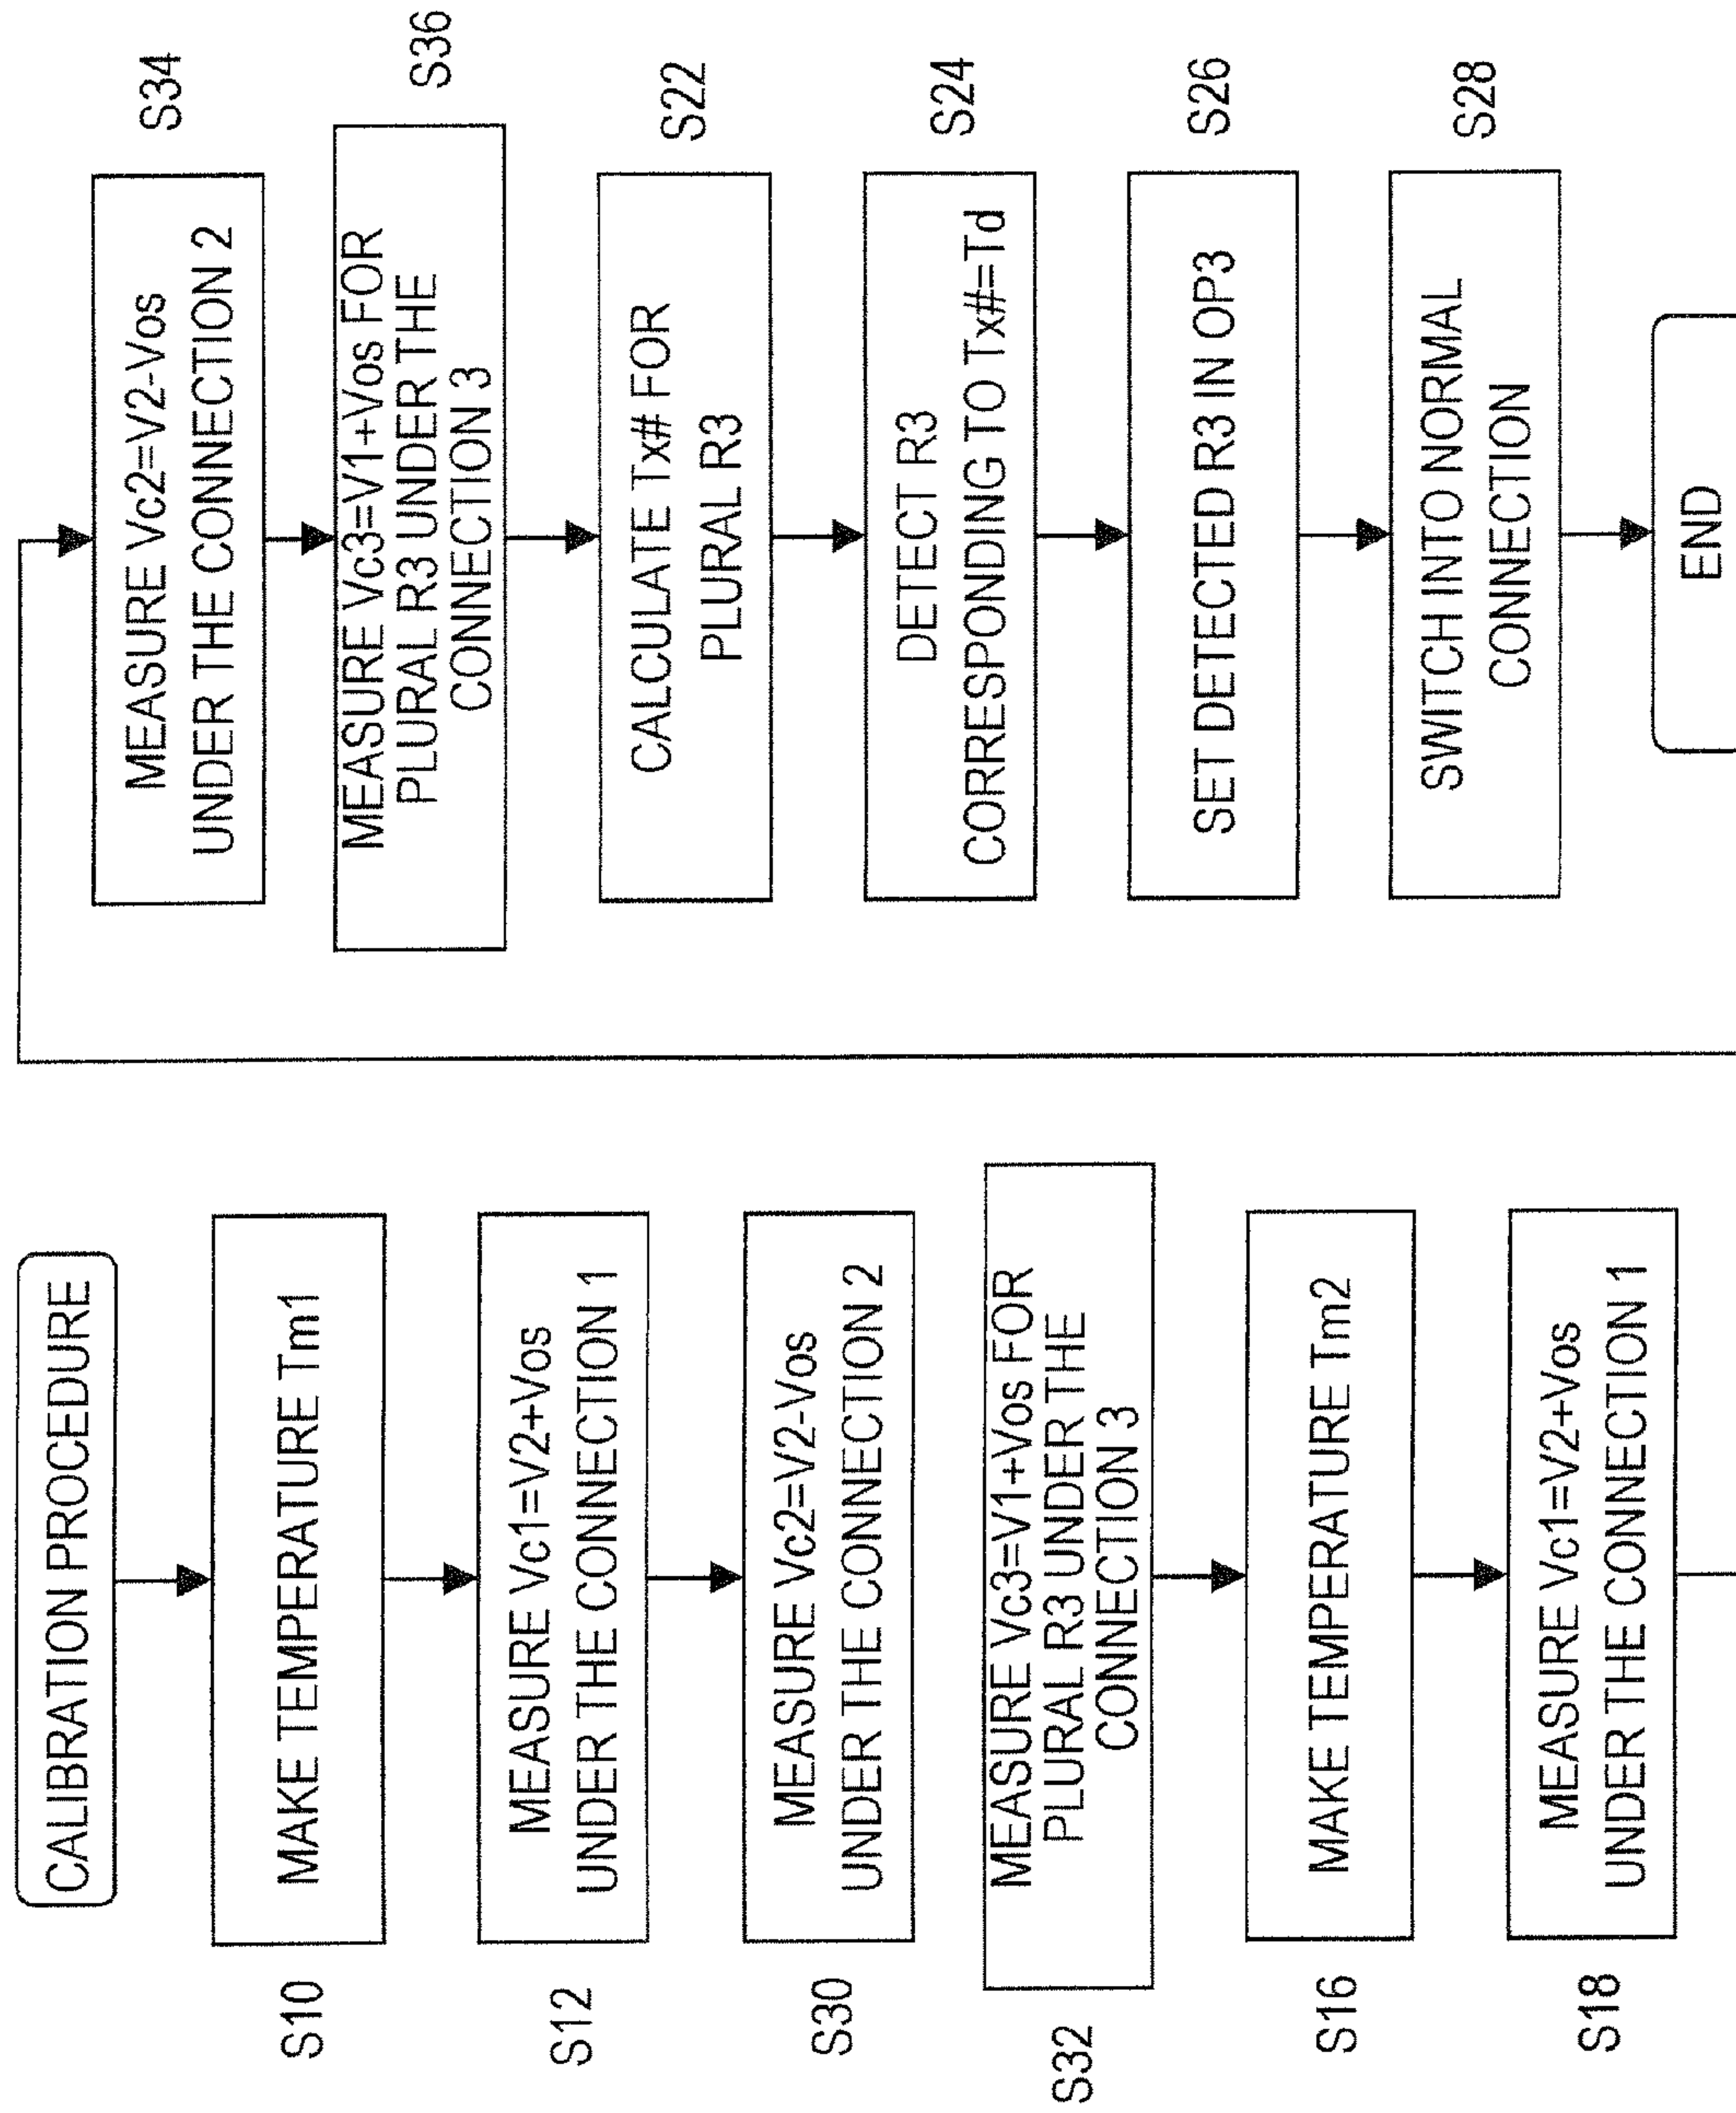 CALIBRATION PROCEDURE
S10
MAKE TEMPERATURE Tm1
S12
MEASURE Vc1=V2+Vos
UNDER THE CONNECTION 1
S30
MEASURE Vc2=V2-Vos
UNDER THE CONNECTION 2
S32
MEASURE Vc3=V1+Vos FOR
PLURAL R3 UNDER THE
CONNECTION 3
S16
MAKE TEMPERATURE Tm2
S18
MEASURE Vc1=V2+Vos
UNDER THE CONNECTION 1
S34
MEASURE Vc2=V2-Vos
UNDER THE CONNECTION 2
S36
MEASURE Vc3=V1+Vos FOR
PLURAL R3 UNDER THE
CONNECTION 3
S22
CALCULATE Tx# FOR
PLURAL R3
S24
DETECT R3
CORRESPONDING TO Tx#=Td
S26
SET DETECTED R3 IN OP3
S28
SWITCH INTO NORMAL
CONNECTION
END